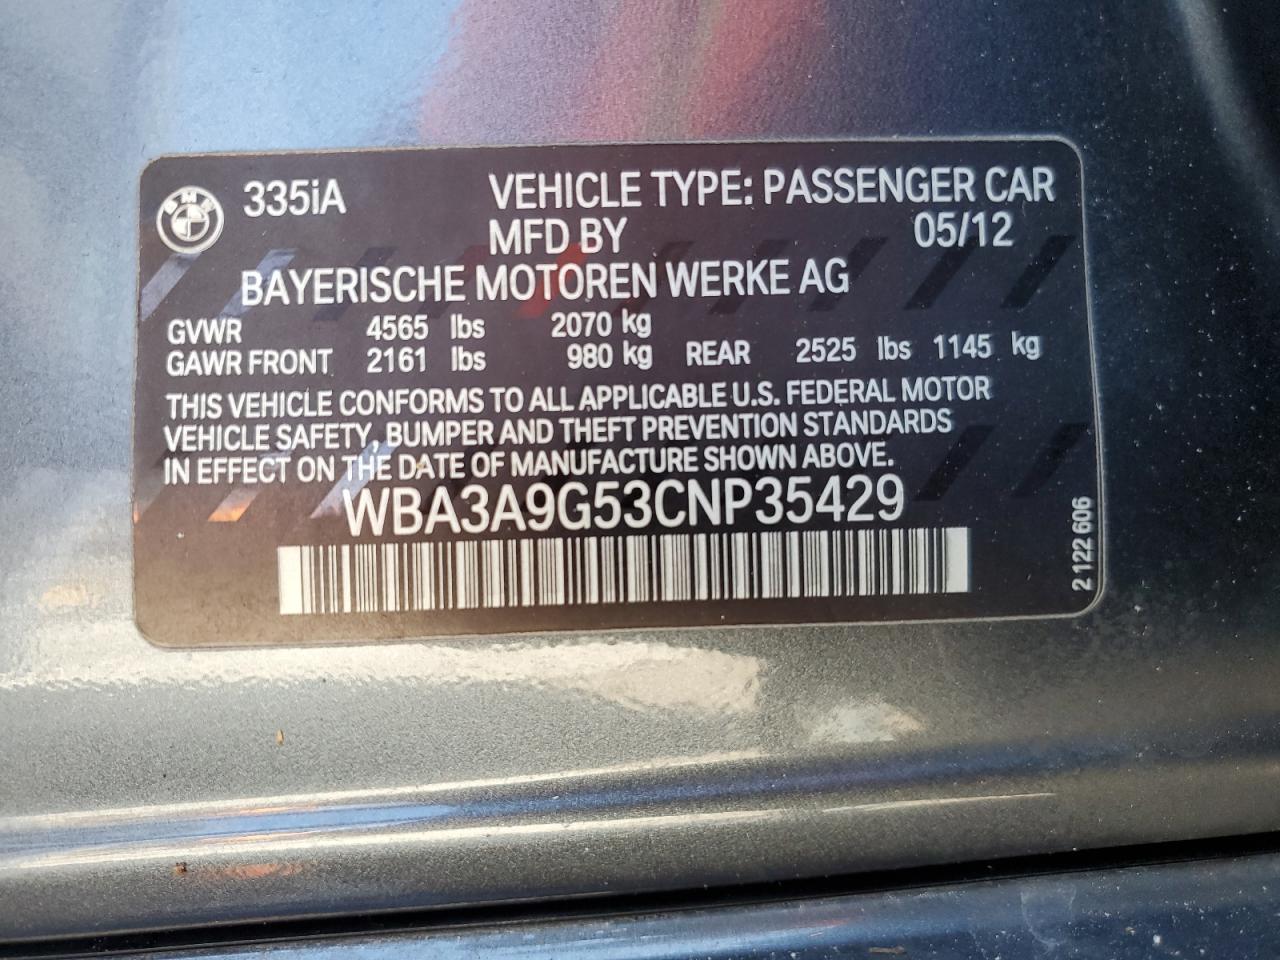 BMW 335iA VEHICLE TYPE: PASSENGER CAR
MFD BY 05/12
BAYERISCHE MOTOREN WERKE AG
GVWR 4565 lbs 2070 kg
GAWR FRONT 2161 lbs 980 kg REAR 2525 lbs 1145 kg
THIS VEHICLE CONFORMS TO ALL APPLICABLE U.S. FEDERAL MOTOR
VEHICLE SAFETY, BUMPER AND THEFT PREVENTION STANDARDS
IN EFFECT ON THE DATE OF MANUFACTURE SHOWN ABOVE.
WBA3A9G53CNP35429
2 122 606